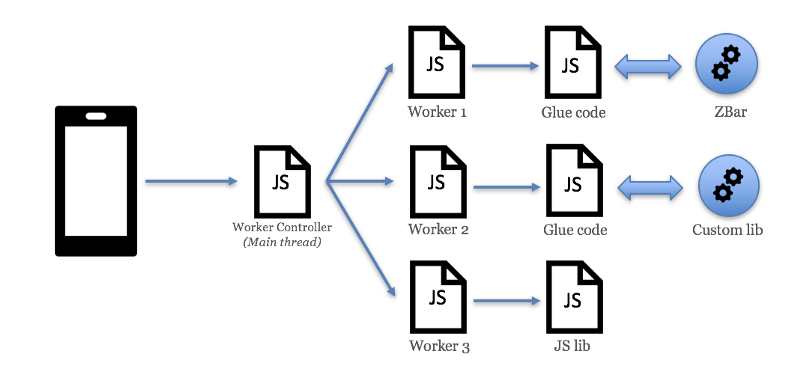 JS
Worker 1
JS
Glue code
ZBar
JS
Worker Controller
(Main thread)
JS
Worker 2
JS
Glue code
Custom lib
JS
Worker 3
JS
JS lib